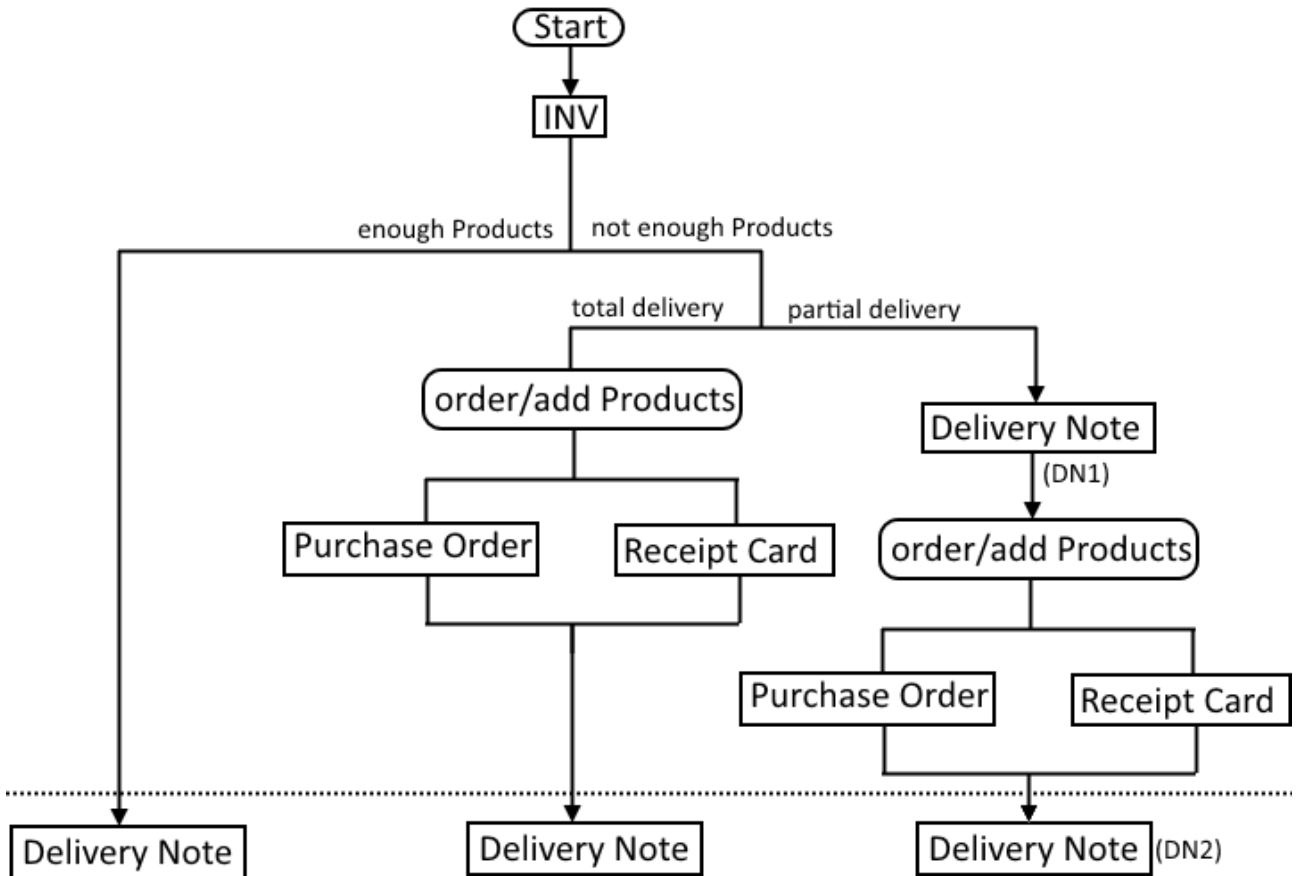 Start
INV
enough Products
not enough Products
total delivery
partial delivery
order/add Products
Delivery Note
(DN1)
Purchase Order
Receipt Card
order/add Products
Purchase Order
Receipt Card
Delivery Note
Delivery Note
Delivery Note
(DN2)